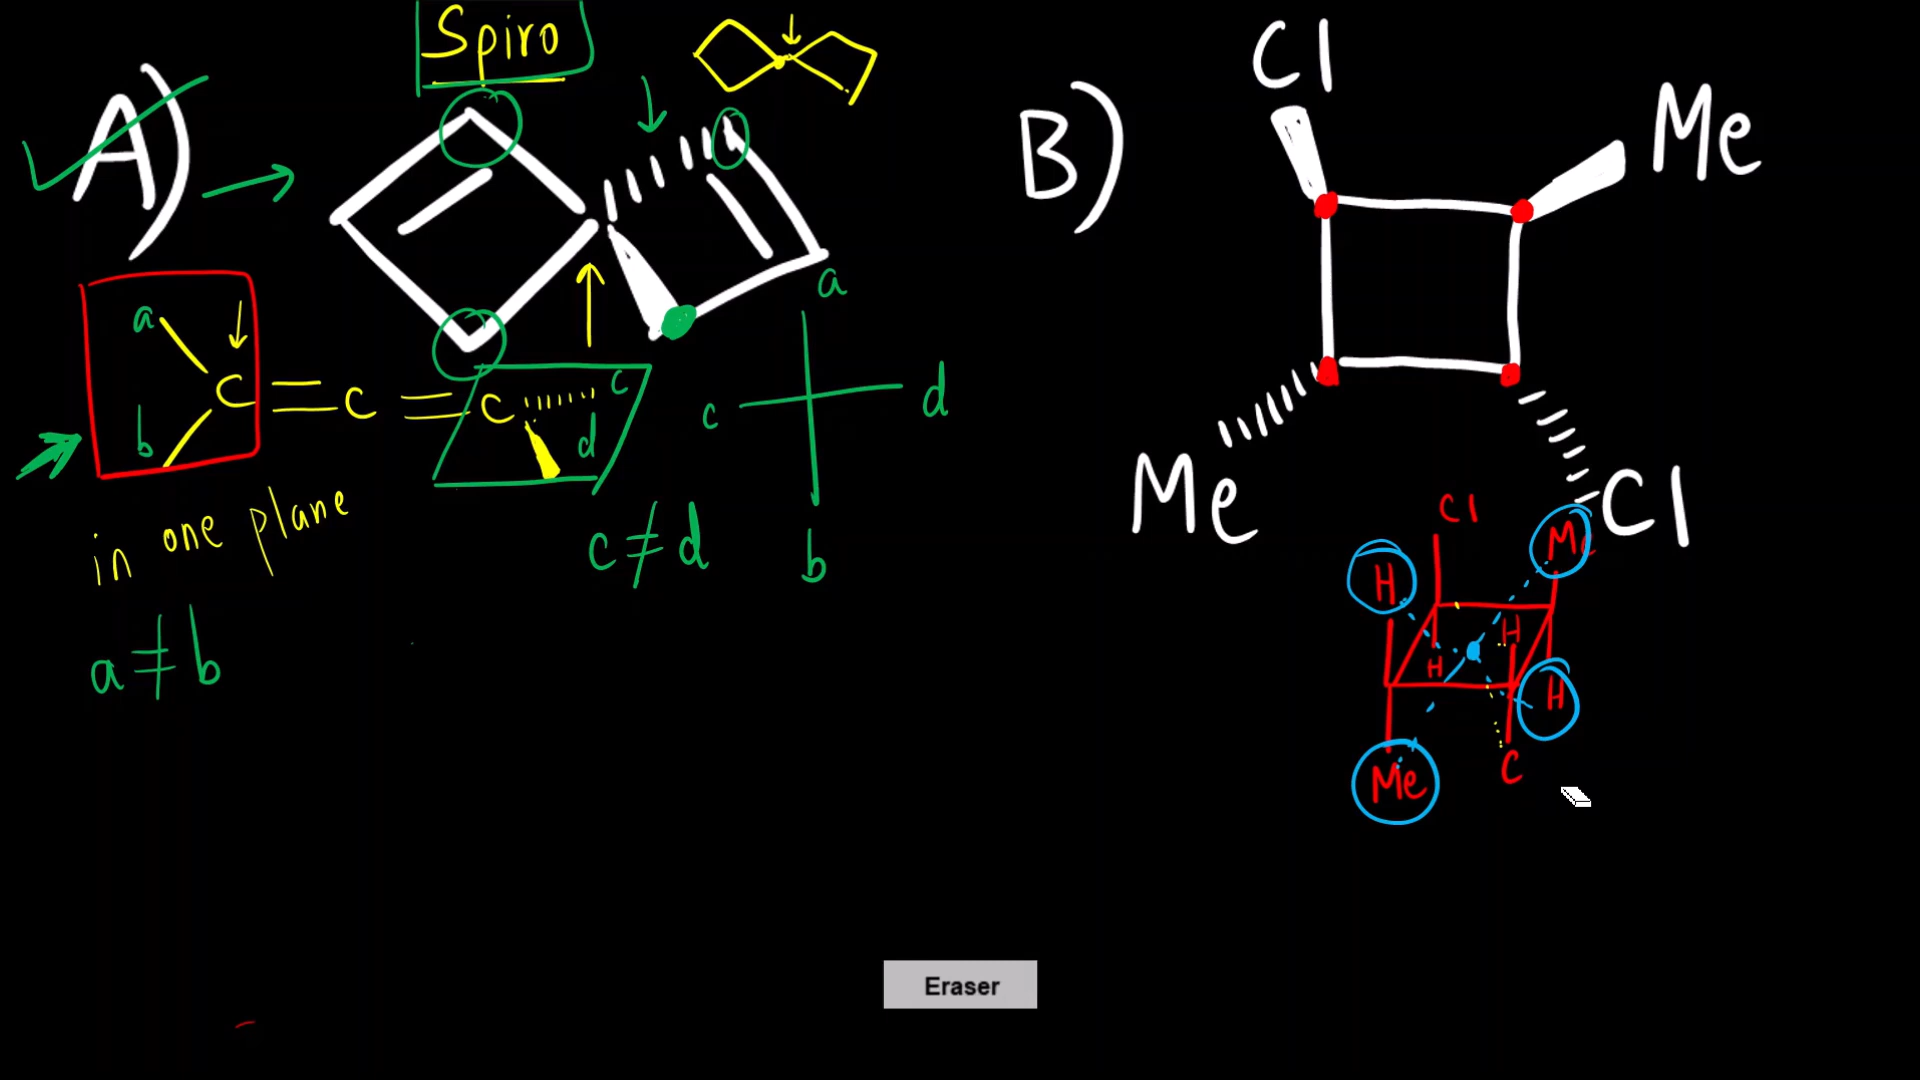 Spiro
A)
B)
Cl
Me
Me
Cl
a
b
C = C = C
c
d
a
c
d
b
in one plane
c ≠ d
a ≠ b
Cl
Me
H
H
H
H
Me
C
Eraser